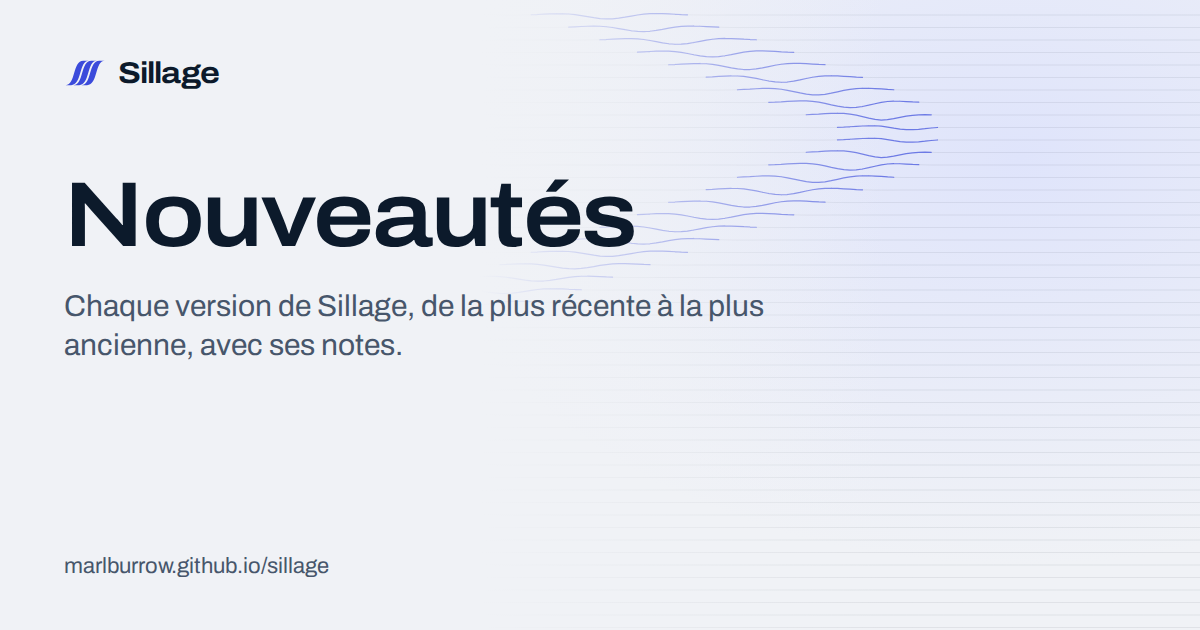 Sillage
Nouveautés
Chaque version de Sillage, de la plus récente à la plus
ancienne, avec ses notes.
marlburrow.github.io/sillage